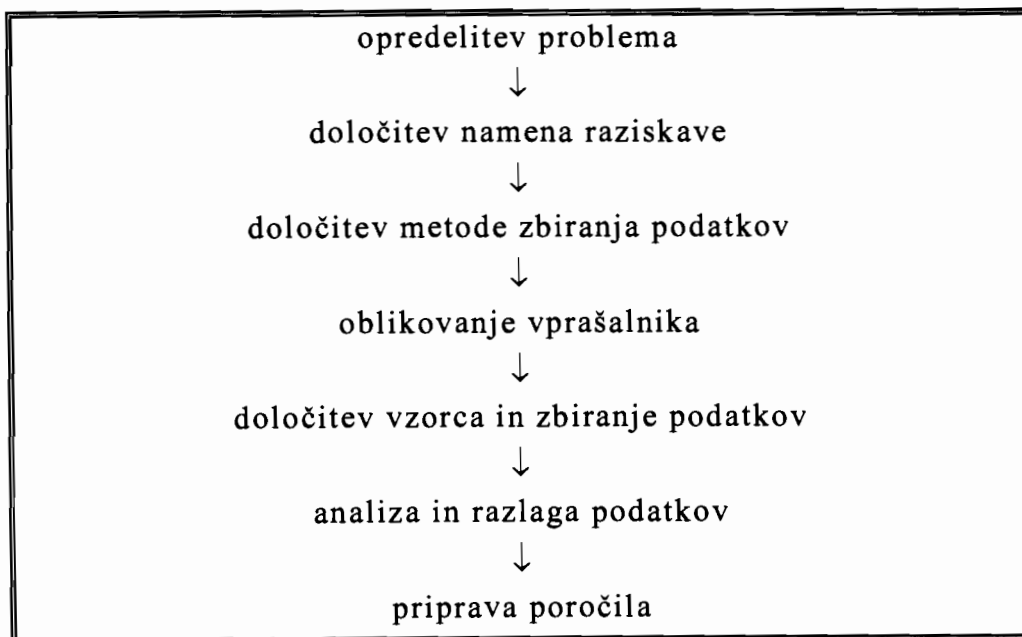 opredelitev problema
↓
določitev namena raziskave
↓
določitev metode zbiranja podatkov
↓
oblikovanje vprašalnika
↓
določitev vzorca in zbiranje podatkov
↓
analiza in razlaga podatkov
↓
priprava poročila